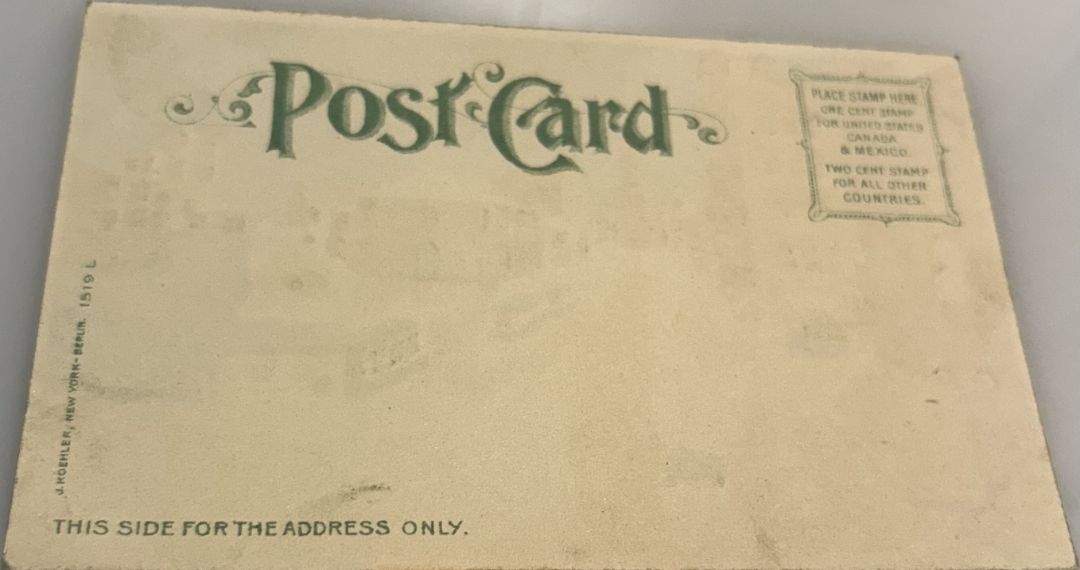 Post Card
PLACE STAMP HERE
ONE CENT STAMP
FOR UNITED STATES
CANADA
& MEXICO.
TWO CENT STAMP
FOR ALL OTHER
COUNTRIES.
J. KOEHLER, NEW YORK-BERLIN. 1519 L
THIS SIDE FOR THE ADDRESS ONLY.